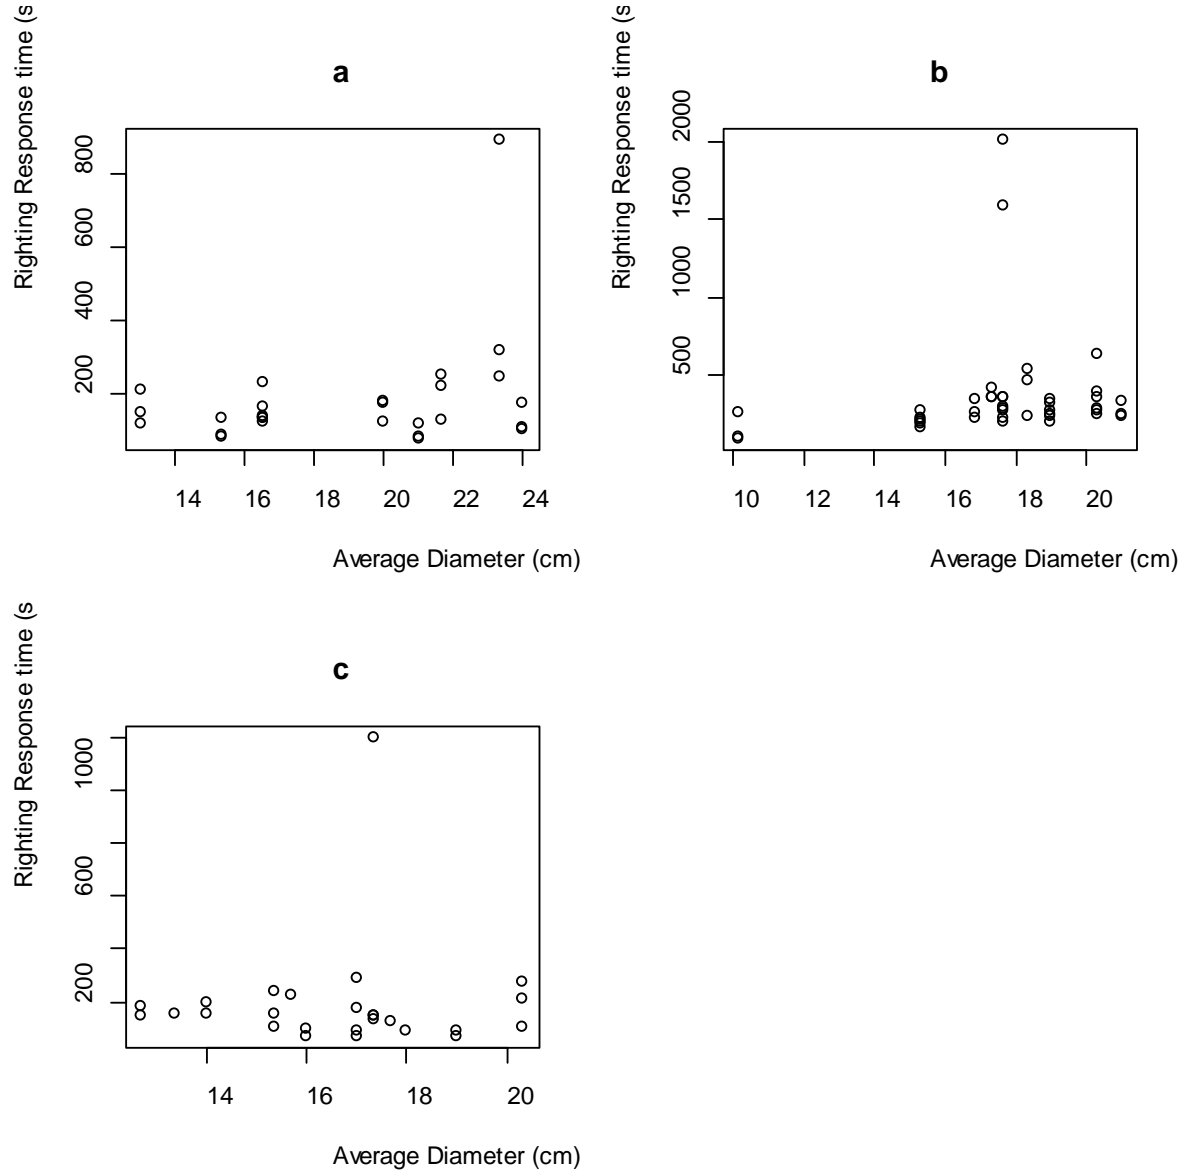 a
Righting Response time (s
200 400 600 800
14 16 18 20 22 24
Average Diameter (cm)
b
Righting Response time (s
500 1000 1500 2000
10 12 14 16 18 20
Average Diameter (cm)
c
Righting Response time (s
200 600 1000
14 16 18 20
Average Diameter (cm)